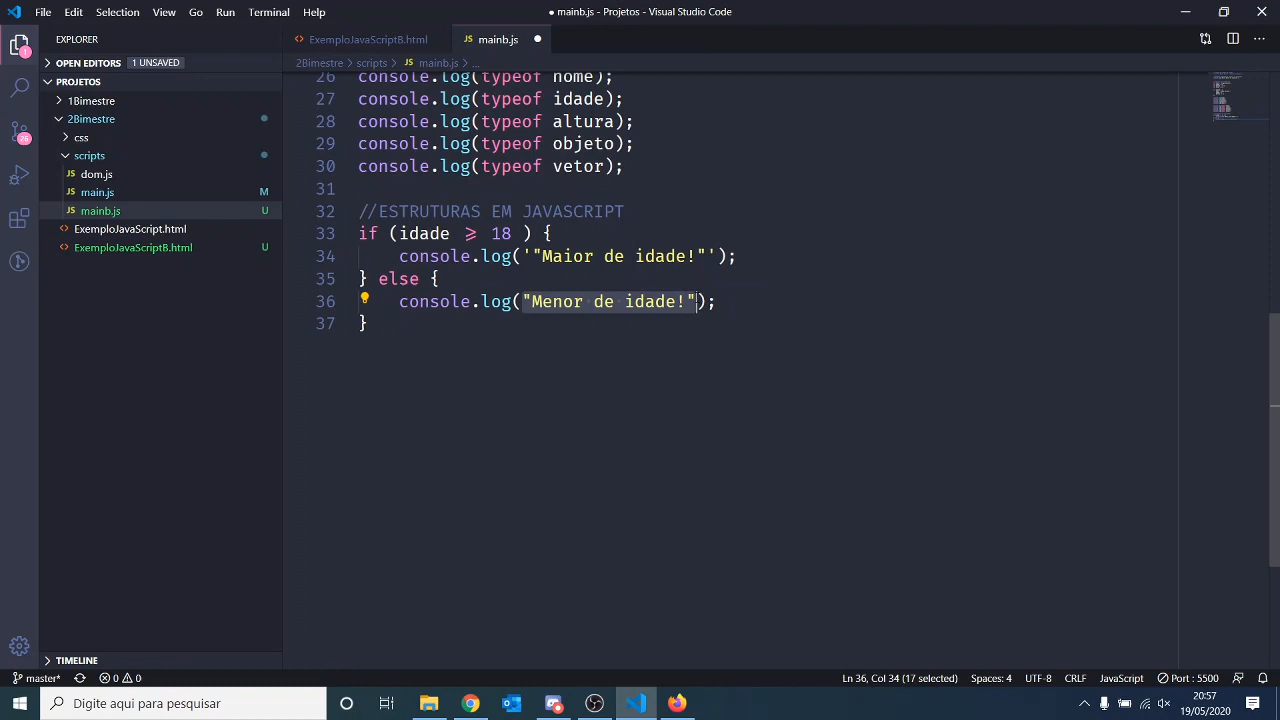 File Edit Selection View Go Run Terminal Help
● mainb.js - Projetos - Visual Studio Code
EXPLORER
OPEN EDITORS 1 UNSAVED
PROJETOS
1Bimestre
2Bimestre
css
scripts
dom.js
main.js M
mainb.js U
ExemploJavaScript.html
ExemploJavaScriptB.html U
TIMELINE
1
26
ExemploJavaScriptB.html
JS mainb.js ●
2Bimestre > scripts > JS mainb.js > ...
26 console.log(typeof nome);
27 console.log(typeof idade);
28 console.log(typeof altura);
29 console.log(typeof objeto);
30 console.log(typeof vetor);
31
32 //ESTRUTURAS EM JAVASCRIPT
33 if (idade >= 18 ) {
34 console.log('"Maior de idade!"');
35 } else {
36 console.log("Menor de idade!");
37 }
master* 0 0
Ln 36, Col 34 (17 selected) Spaces: 4 UTF-8 CRLF JavaScript Port : 5500
Digite aqui para pesquisar
20:57
19/05/2020